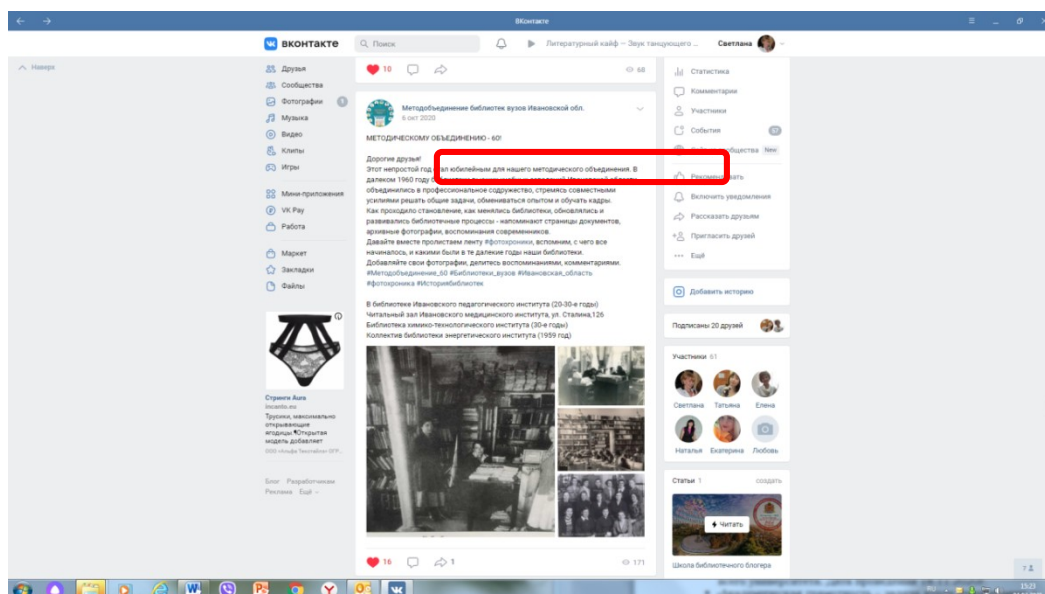 ВКонтакте
ВКОНТАКТЕ
Поиск
Литературный кайф – Звук танцующего ...
Светлана
Наверх
Друзья
Сообщества
Фотографии
Музыка
Видео
Клипы
Игры
Мини-приложения
VK Pay
Работа
Маркет
Закладки
Файлы
Стринги Aura
incanto.eu
Трусики, максимально
открывающие
ягодицы.¶Открытая
модель добавляет
ООО «Альфа Текстайлс» ОГР...
Блог Разработчикам
Реклама Ещё
10
68
Методобъединение библиотек вузов Ивановской обл.
6 окт 2020
МЕТОДИЧЕСКОМУ ОБЪЕДИНЕНИЮ - 60!
Дорогие друзья!
Этот непростой год стал юбилейным для нашего методического объединения. В
далеком 1960 году
объединились в профессиональное содружество, стремясь совместными
усилиями решать общие задачи, обмениваться опытом и обучать кадры.
Как проходило становление, как менялись библиотеки, обновлялись и
развивались библиотечные процессы - напоминают страницы документов,
архивные фотографии, воспоминания современников.
Давайте вместе пролистаем ленту #фотохроники, вспомним, с чего все
начиналось, и какими были в те далекие годы наши библиотеки.
Добавляйте свои фотографии, делитесь воспоминаниями, комментариями.
#Методобъединение_60 #Библиотеки_вузов #Ивановская_область
#фотохроника #Историябиблиотек
В библиотеке Ивановского педагогического института (20-30-е годы)
Читальный зал Ивановского медицинского института, ул. Сталина,126
Библиотека химико-технологического института (30-е годы)
Коллектив библиотеки энергетического института (1959 год)
16
1
171
Статистика
Комментарии
Участники
События
57
New
Рекомендовать
Включить уведомления
Рассказать друзьям
Пригласить друзей
Ещё
Добавить историю
Подписаны 20 друзей
Участники 61
Светлана Татьяна Елена
Наталья Екатерина Любовь
Статьи 1 создать
Читать
Школа библиотечного блогера
7
15:23